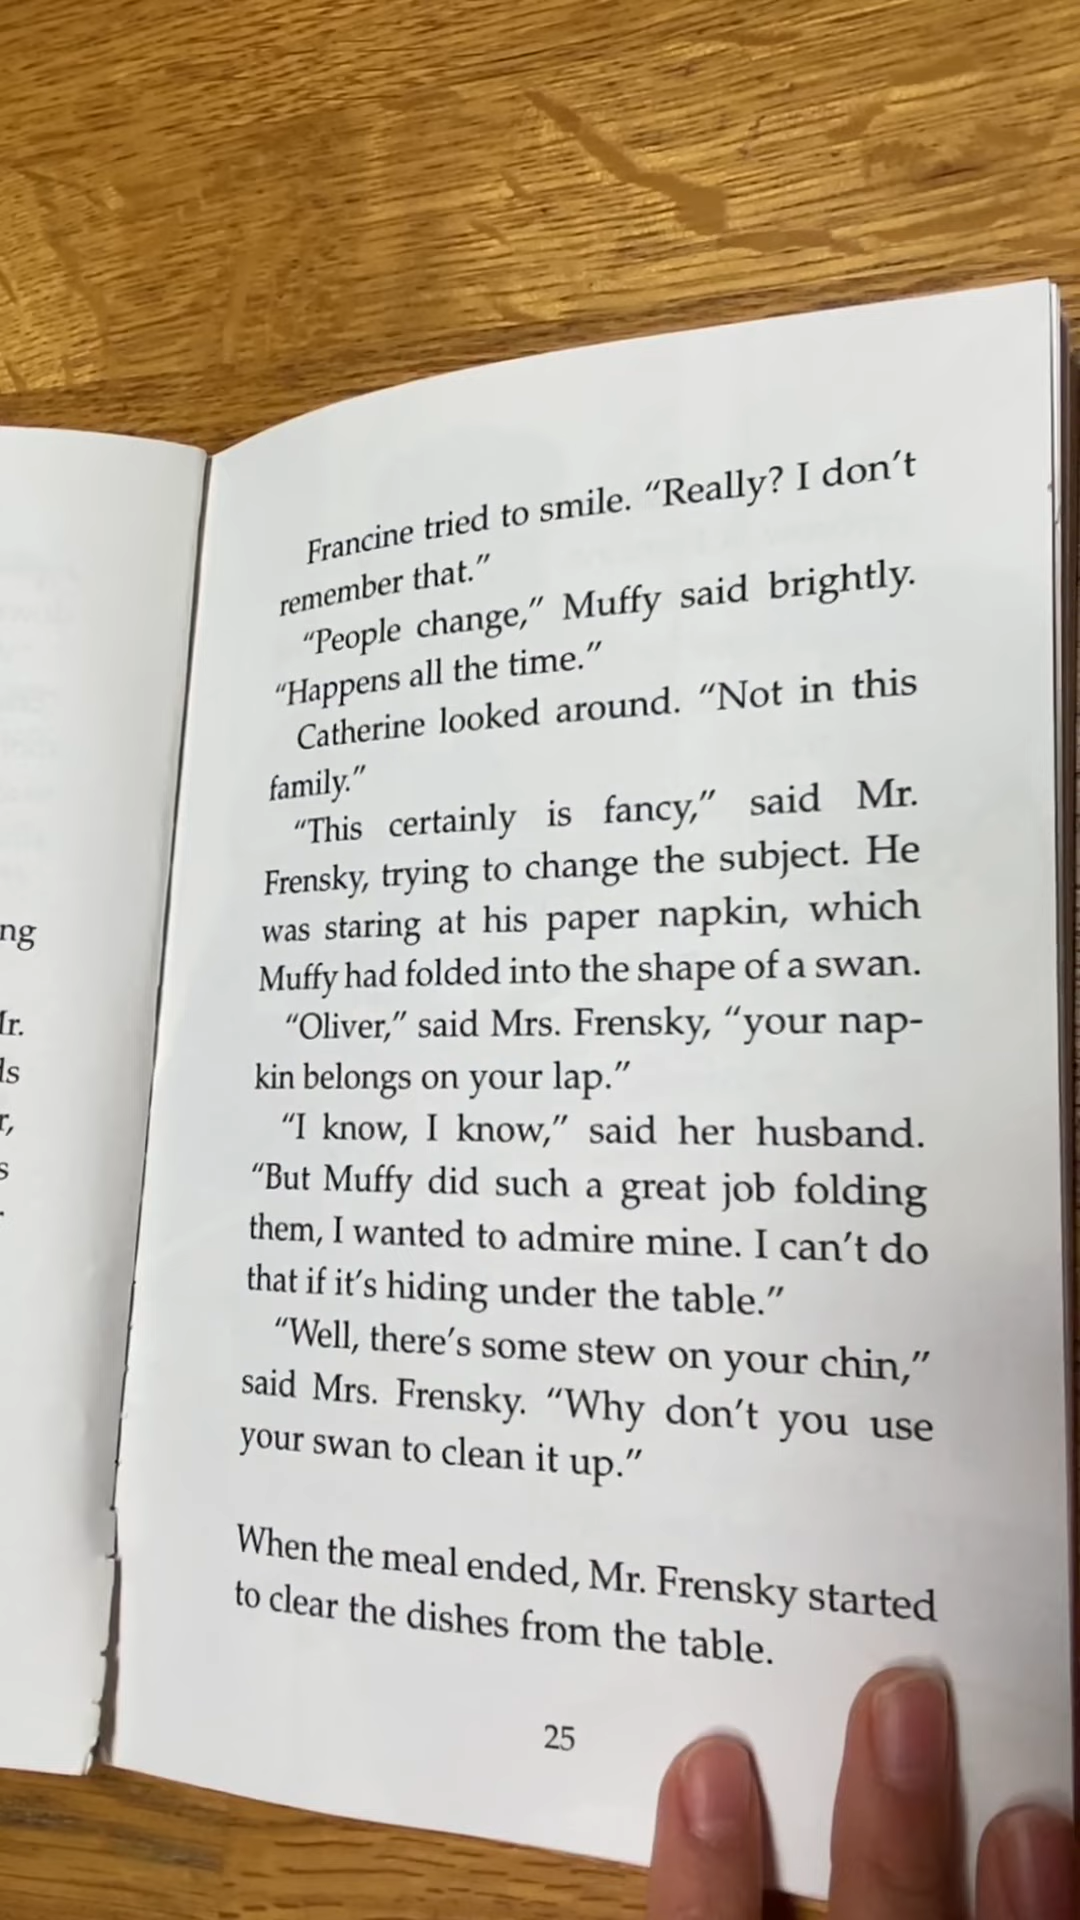 ng
Mr.
ls
r,
s
Francine tried to smile. “Really? I don’t
remember that.”
“People change,” Muffy said brightly.
“Happens all the time.”
Catherine looked around. “Not in this
family.”
“This certainly is fancy,” said Mr.
Frensky, trying to change the subject. He
was staring at his paper napkin, which
Muffy had folded into the shape of a swan.
“Oliver,” said Mrs. Frensky, “your nap-
kin belongs on your lap.”
“I know, I know,” said her husband.
“But Muffy did such a great job folding
them, I wanted to admire mine. I can’t do
that if it’s hiding under the table.”
“Well, there’s some stew on your chin,”
said Mrs. Frensky. “Why don’t you use
your swan to clean it up.”
When the meal ended, Mr. Frensky started
to clear the dishes from the table.
25